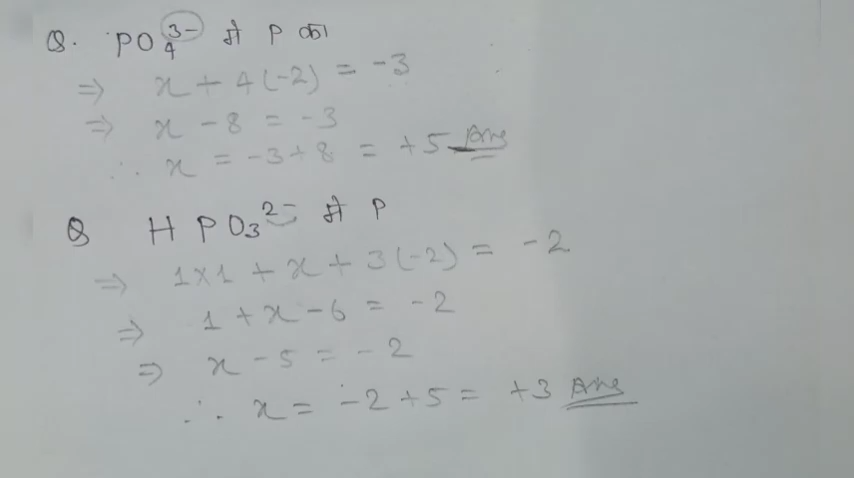 Q. PO₄³⁻ में P का
⇒ x + 4(-2) = -3
⇒ x - 8 = -3
∴ x = -3+8 = +5 Ans
Q HPO₃²⁻ में P
⇒ 1×1 + x + 3(-2) = -2
⇒ 1 + x - 6 = -2
⇒ x - 5 = -2
∴ x = -2+5 = +3 Ans